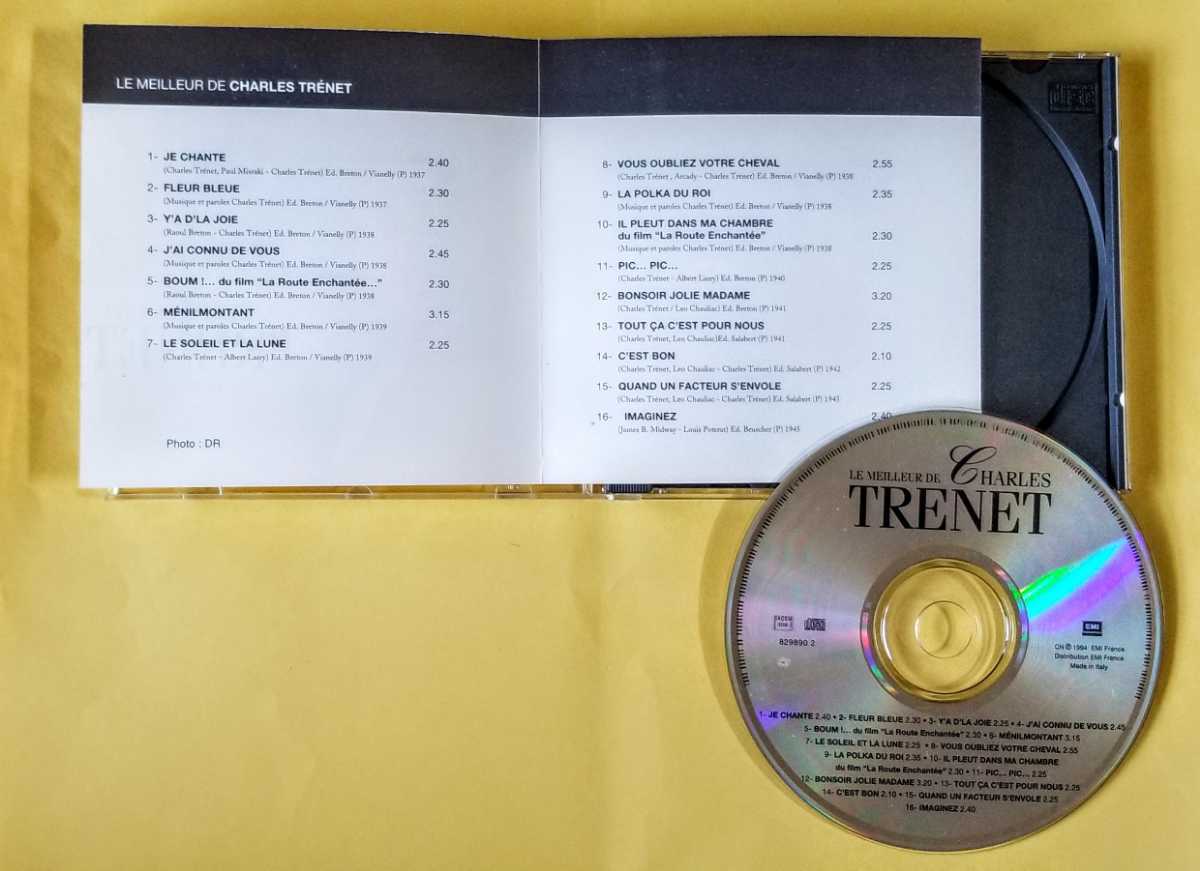 LE MEILLEUR DE CHARLES TRÉNET
1- JE CHANTE 2.40
(Charles Trénet, Paul Misraki - Charles Trénet) Ed. Breton / Vianelly (P) 1937
2- FLEUR BLEUE 2.30
(Musique et paroles Charles Trénet) Ed. Breton / Vianelly (P) 1937
3- Y'A D'LA JOIE 2.25
(Raoul Breton - Charles Trénet) Ed. Breton / Vianelly (P) 1938
4- J'AI CONNU DE VOUS 2.45
(Musique et paroles Charles Trénet) Ed. Breton / Vianelly (P) 1938
5- BOUM !... du film "La Route Enchantée..." 2.30
(Raoul Breton - Charles Trénet) Ed. Breton / Vianelly (P) 1938
6- MÉNILMONTANT 3.15
(Musique et paroles Charles Trénet) Ed. Breton / Vianelly (P) 1939
7- LE SOLEIL ET LA LUNE 2.25
(Charles Trénet - Albert Lasry) Ed. Breton / Vianelly (P) 1939
Photo : DR
8- VOUS OUBLIEZ VOTRE CHEVAL 2.55
(Charles Trénet , Arcady - Charles Trénet) Ed. Breton / Vianelly (P) 1938
9- LA POLKA DU ROI 2.35
(Musique et paroles Charles Trénet) Ed. Breton / Vianelly (P) 1938
10- IL PLEUT DANS MA CHAMBRE
du film "La Route Enchantée" 2.30
(Musique et paroles Charles Trénet) Ed. Breton / Vianelly (P) 1938
11- PIC... PIC... 2.25
(Charles Trénet - Albert Lasry) Ed. Breton (P) 1940
12- BONSOIR JOLIE MADAME 3.20
(Charles Trénet / Leo Chauliac) Ed. Breton (P) 1941
13- TOUT ÇA C'EST POUR NOUS 2.25
(Charles Trénet, Leo Chauliac)Ed. Salabert (P) 1941
14- C'EST BON 2.10
(Charles Trénet, Leo Chauliac - Charles Trénet) Ed. Salabert (P) 1942
15- QUAND UN FACTEUR S'ENVOLE 2.25
(Charles Trénet, Leo Chauliac - Charles Trénet) Ed. Salabert (P) 1943
16- IMAGINEZ 2.40
(James B. Midway - Louis Poterat) Ed. Beuscher (P) 1945
LE MEILLEUR DE CHARLES
TRENET
SACEM
829890 2
EMI
℗ 1994 EMI France
Distribution EMI France
Made in Italy
1- JE CHANTE 2.40 • 2- FLEUR BLEUE 2.30 • 3- Y'A D'LA JOIE 2.25 • 4- J'AI CONNU DE VOUS 2.45
5- BOUM !... du film "La Route Enchantée" 2.30 • 6- MÉNILMONTANT 3.15
7- LE SOLEIL ET LA LUNE 2.25 • 8- VOUS OUBLIEZ VOTRE CHEVAL 2.55
9- LA POLKA DU ROI 2.35 • 10- IL PLEUT DANS MA CHAMBRE
du film "La Route Enchantée" 2.30 • 11- PIC... PIC... 2.25
12- BONSOIR JOLIE MADAME 3.20 • 13- TOUT ÇA C'EST POUR NOUS 2.25
14- C'EST BON 2.10 • 15- QUAND UN FACTEUR S'ENVOLE 2.25
16- IMAGINEZ 2.40